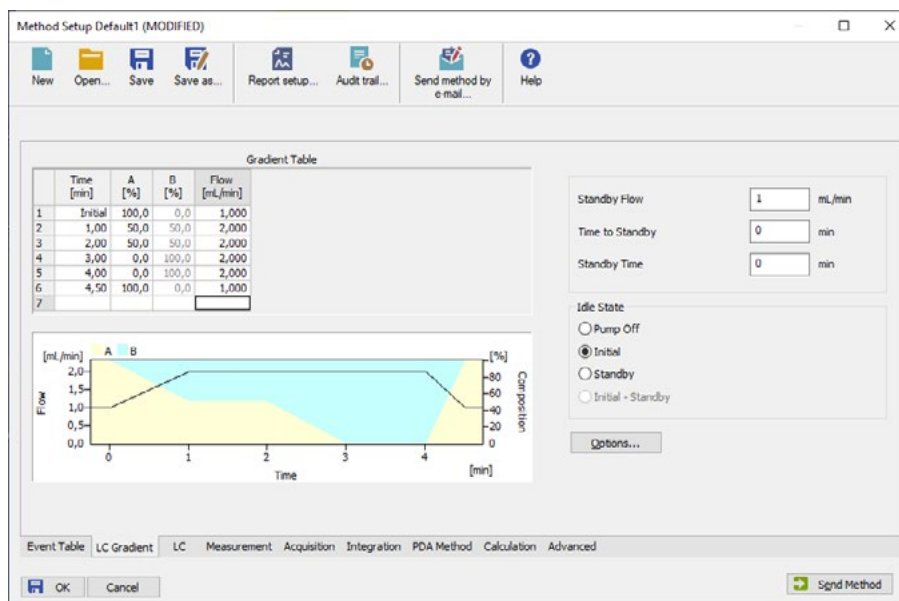 Method Setup Default1 (MODIFIED)
New Open... Save Save as... Report setup... Audit trail... Send method by e-mail... Help
Gradient Table
Time [min] A [%] B [%] Flow [mL/min]
1 Initial 100,0 0,0 1,000
2 1,00 50,0 50,0 2,000
3 2,00 50,0 50,0 2,000
4 3,00 0,0 100,0 2,000
5 4,00 0,0 100,0 2,000
6 4,50 100,0 0,0 1,000
7
Standby Flow 1 mL/min
Time to Standby 0 min
Standby Time 0 min
Idle State
Pump Off
Initial
Standby
Initial - Standby
Options...
[mL/min] A B [%]
2,0 80
1,5 60
1,0 40
0,5 20
0,0 0
Flow
Composition
0 1 2 3 4
Time [min]
Event Table LC Gradient LC Measurement Acquisition Integration PDA Method Calculation Advanced
OK Cancel Send Method